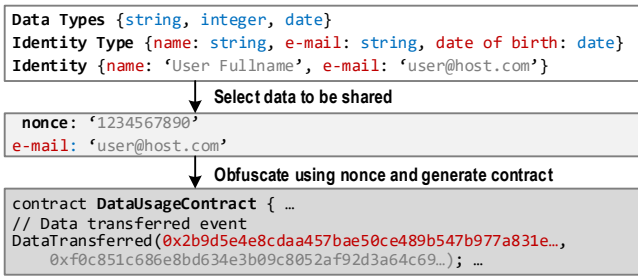 Data Types {string, integer, date}
Identity Type {name: string, e-mail: string, date of birth: date}
Identity {name: ‘User Fullname’, e-mail: ‘user@host.com’}
Select data to be shared
nonce: ‘1234567890’
e-mail: ‘user@host.com’
Obfuscate using nonce and generate contract
contract DataUsageContract { …
// Data transferred event
DataTransferred(0x2b9d5e4e8cdaa457bae50ce489b547b977a831e…,
0xf0c851c686e8bd634e3b09c8052af92d3a64c69…); …